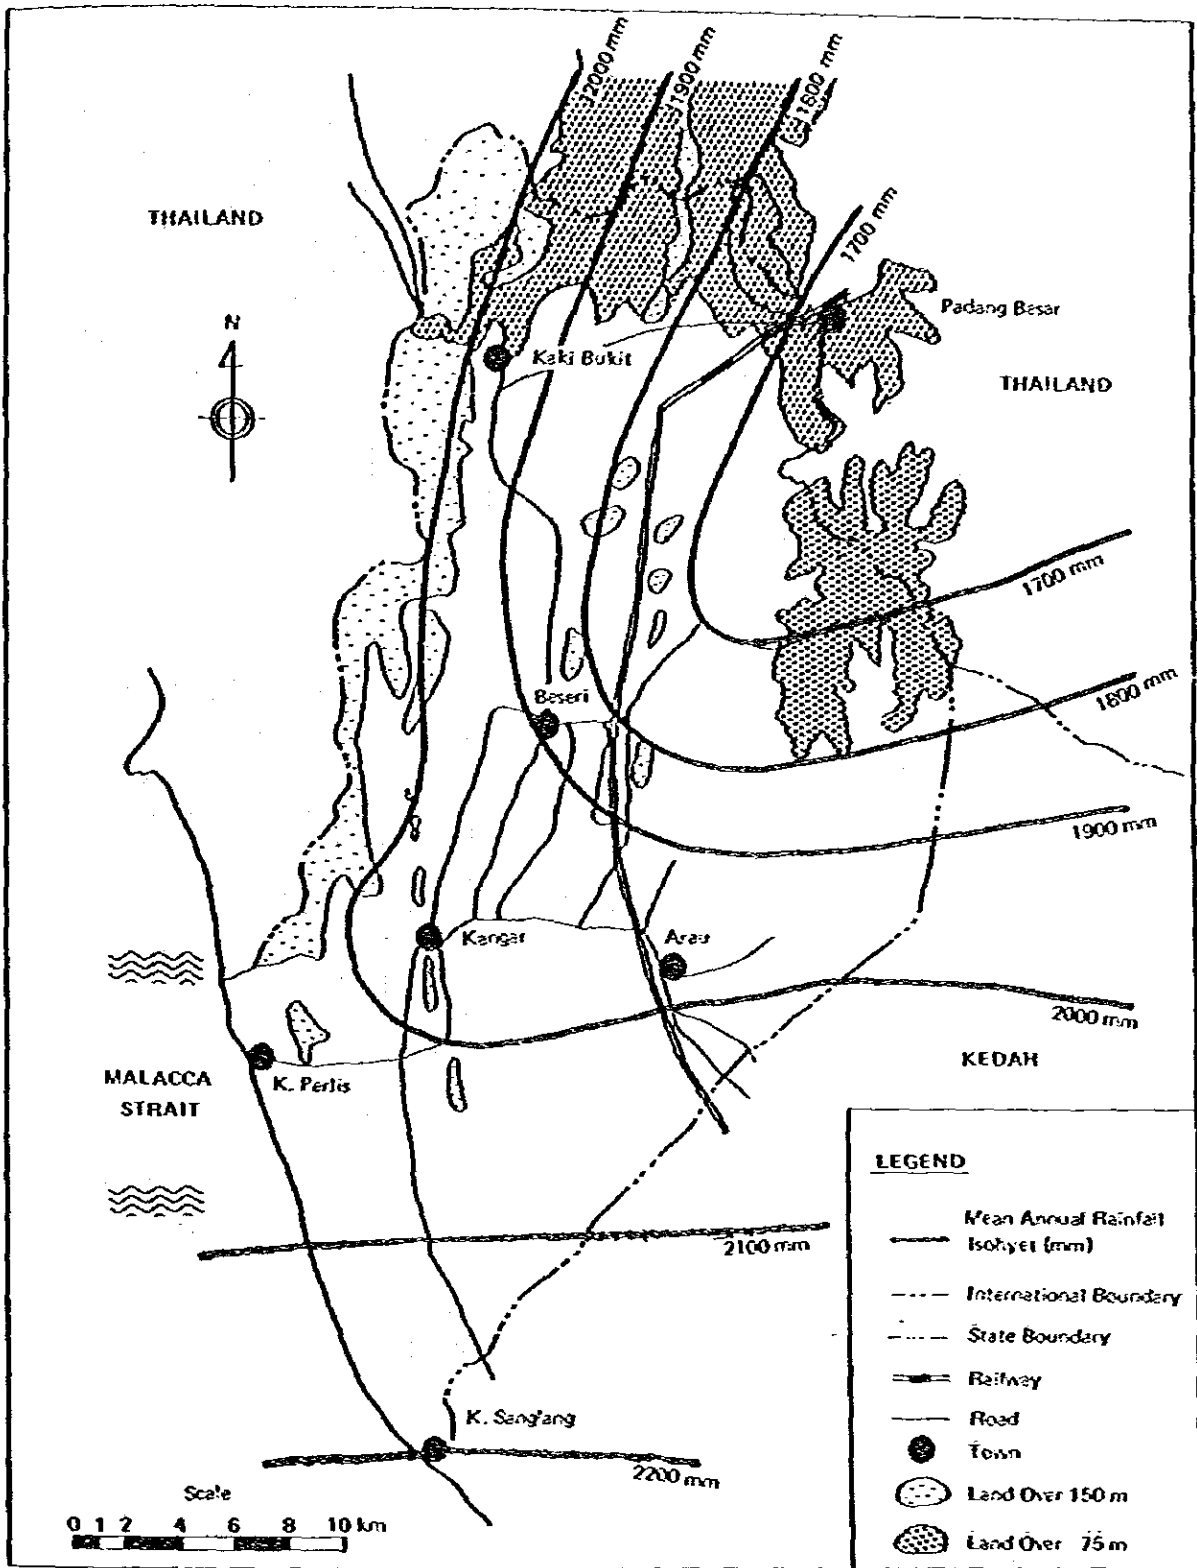 2000 mm
1900 mm
1800 mm
1700 mm
THAILAND
N
Padang Besar
Kaki Bukit
THAILAND
1700 mm
Beseri
1800 mm
1900 mm
Kangar
Arau
2000 mm
KEDAH
K. Perlis
MALACCA
STRAIT
2100 mm
K. Sang'ang
2200 mm
LEGEND
Mean Annual Rainfall
Isohyet (mm)
International Boundary
State Boundary
Railway
Road
Town
Land Over 150 m
Land Over 75 m
Scale
0 1 2 4 6 8 10 km